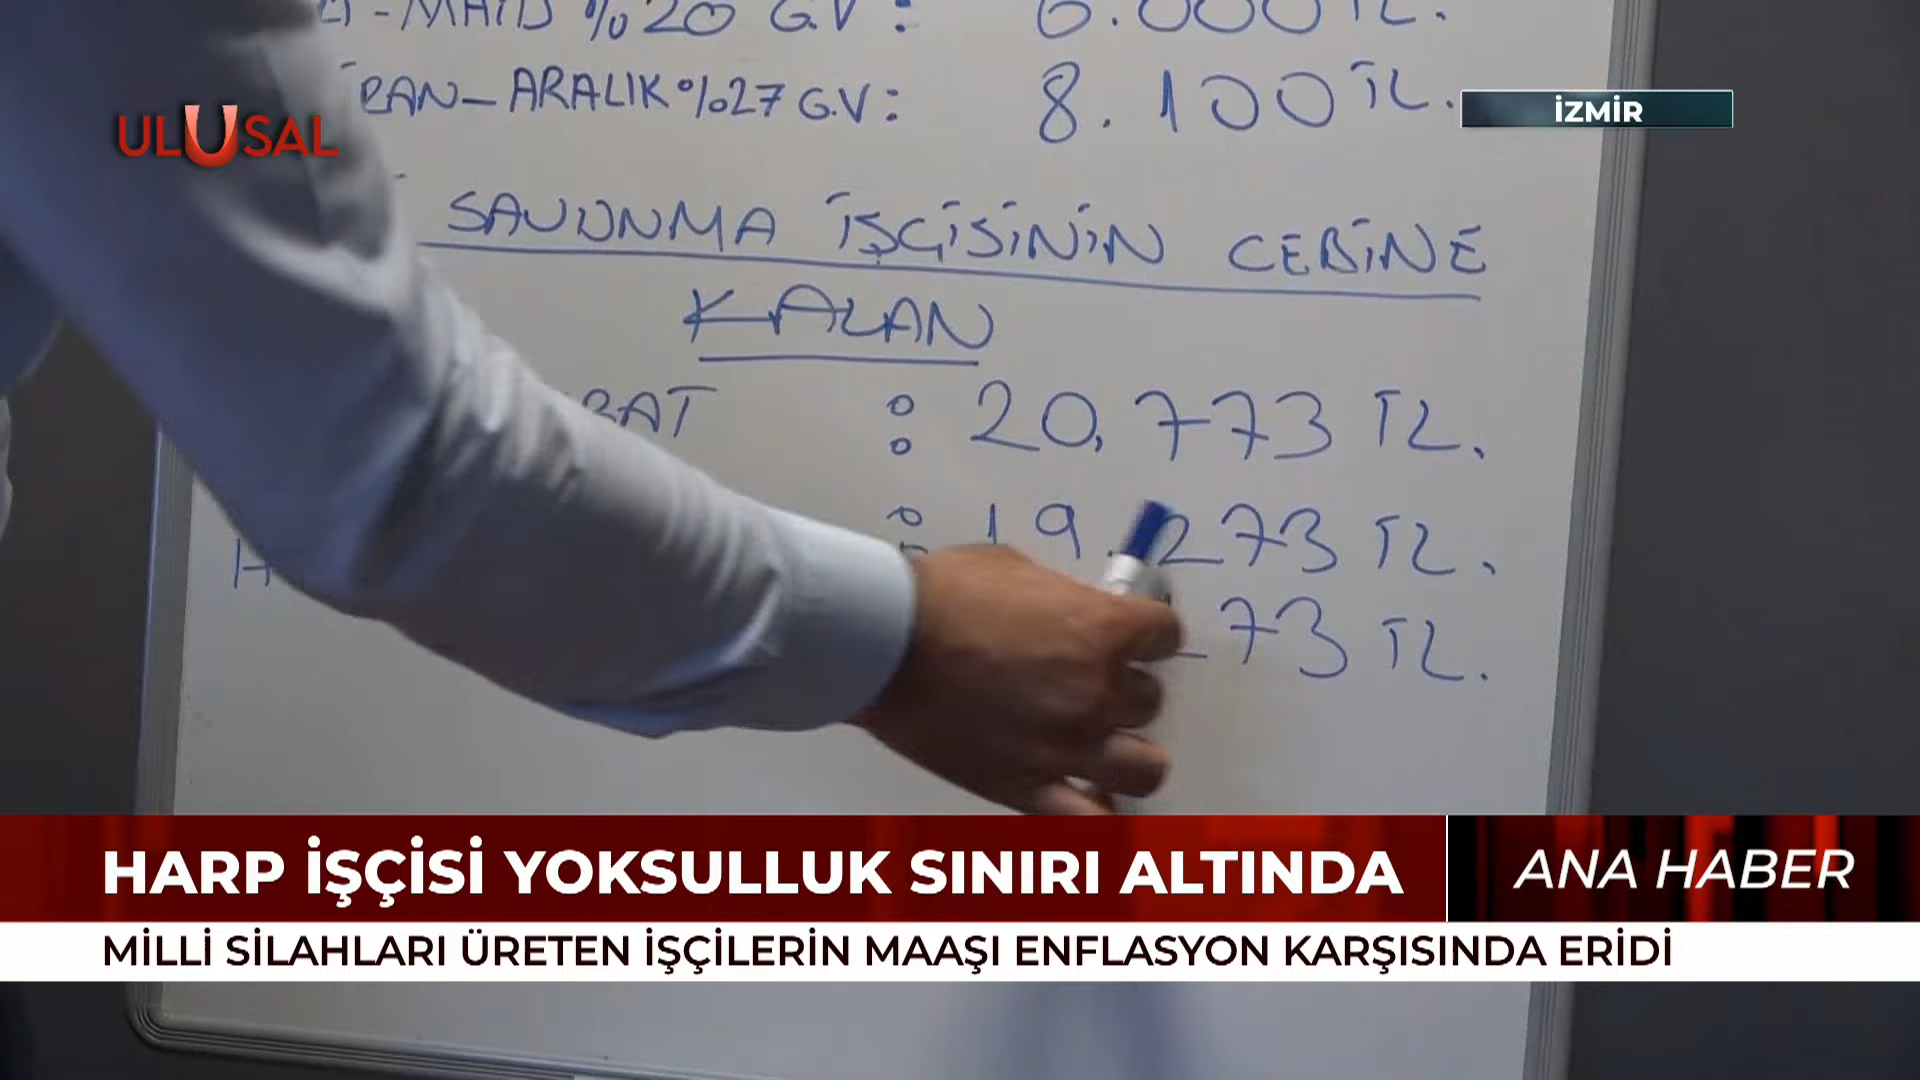 MAYIS %20 G.V : 6.000 TL.
ARALIK %27 G.V : 8.100 TL.
İZMİR
ULUSAL
SAVUNMA İŞÇİSİNİN CEBİNE
KALAN
: 20,773 TL.
: 19.273 TL.
73 TL.
HARP İŞÇİSİ YOKSULLUK SINIRI ALTINDA
ANA HABER
MİLLİ SİLAHLARI ÜRETEN İŞÇİLERİN MAAŞI ENFLASYON KARŞISINDA ERİDİ